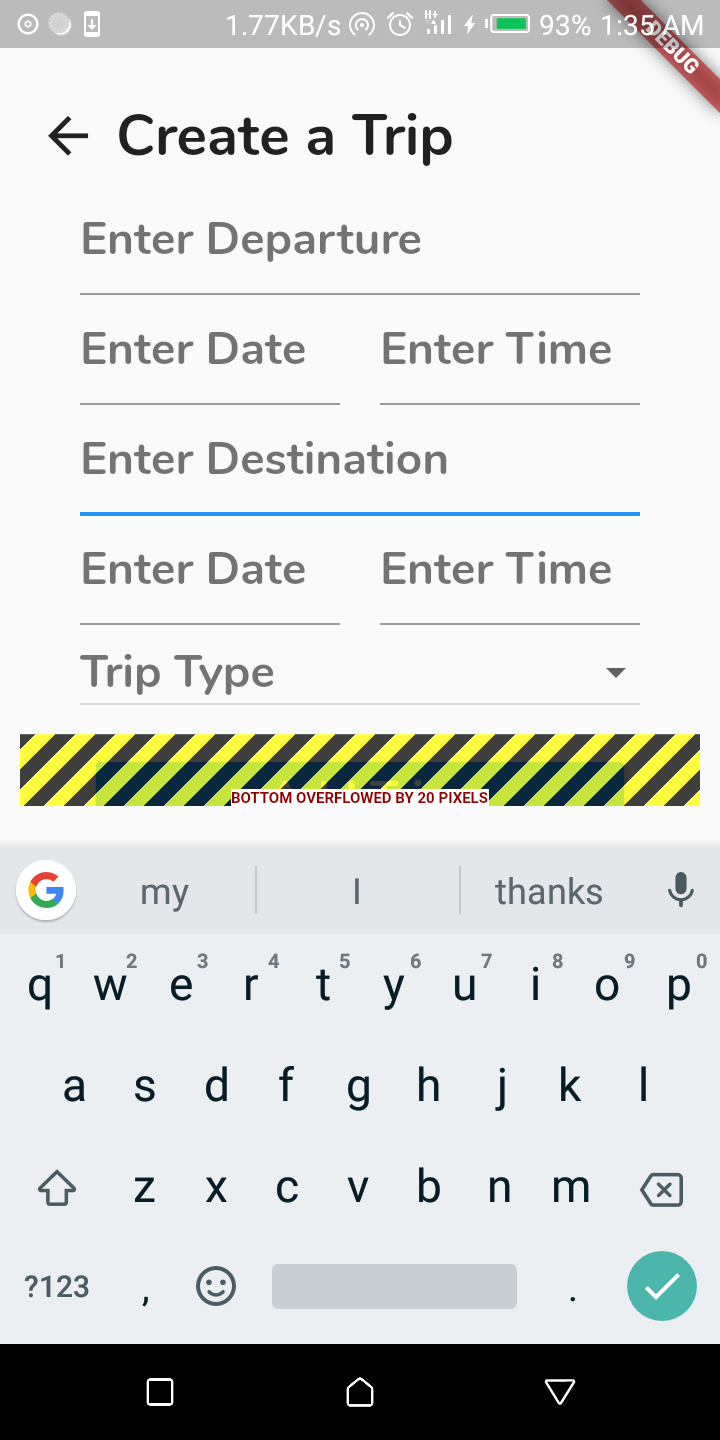 1.77KB/s H+ 93% 1:35 AM
DEBUG
Create a Trip
Enter Departure
Enter Date Enter Time
Enter Destination
Enter Date Enter Time
Trip Type
BOTTOM OVERFLOWED BY 20 PIXELS
G my I thanks
1 2 3 4 5 6 7 8 9 0
q w e r t y u i o p
a s d f g h j k l
z x c v b n m
?123 , .